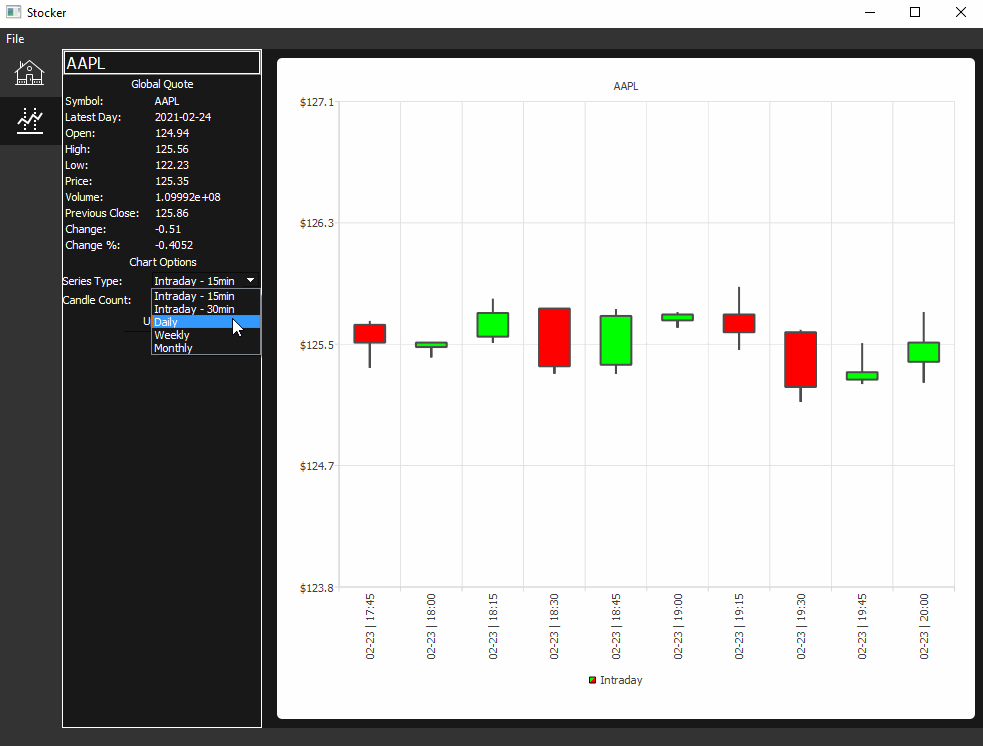 Stocker
File
AAPL
Global Quote
Symbol: AAPL
Latest Day: 2021-02-24
Open: 124.94
High: 125.56
Low: 122.23
Price: 125.35
Volume: 1.09992e+08
Previous Close: 125.86
Change: -0.51
Change %: -0.4052
Chart Options
Series Type: Intraday - 15min
Candle Count:
Intraday - 15min
Intraday - 30min
Daily
Weekly
Monthly
AAPL
$127.1
$126.3
$125.5
$124.7
$123.8
02-23 | 17:45
02-23 | 18:00
02-23 | 18:15
02-23 | 18:30
02-23 | 18:45
02-23 | 19:00
02-23 | 19:15
02-23 | 19:30
02-23 | 19:45
02-23 | 20:00
Intraday